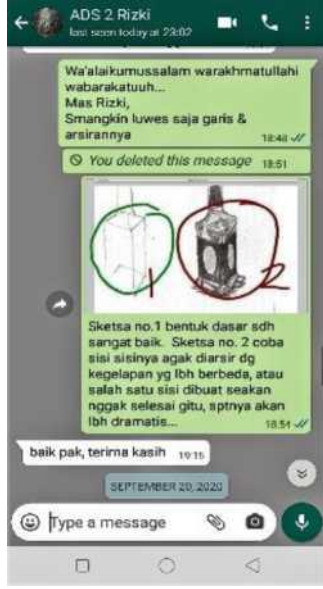 ADS 2 Rizki
last seen today at 23:02
Wa'alaikumussalam warakhmatullahi
wabarakatuuh...
Mas Rizki,
Smangkin luwes saja garis &
arsirannya
18:48
You deleted this message 18:51
1 2
Sketsa no.1 bentuk dasar sdh
sangat baik. Sketsa no. 2 coba
sisi sisinya agak diarsir dg
kegelapan yg lbh berbeda, atau
salah satu sisi dibuat seakan
nggak selesai gitu, sptnya akan
lbh dramatis...
18:54
baik pak, terima kasih 19:15
SEPTEMBER 20, 2020
Type a message